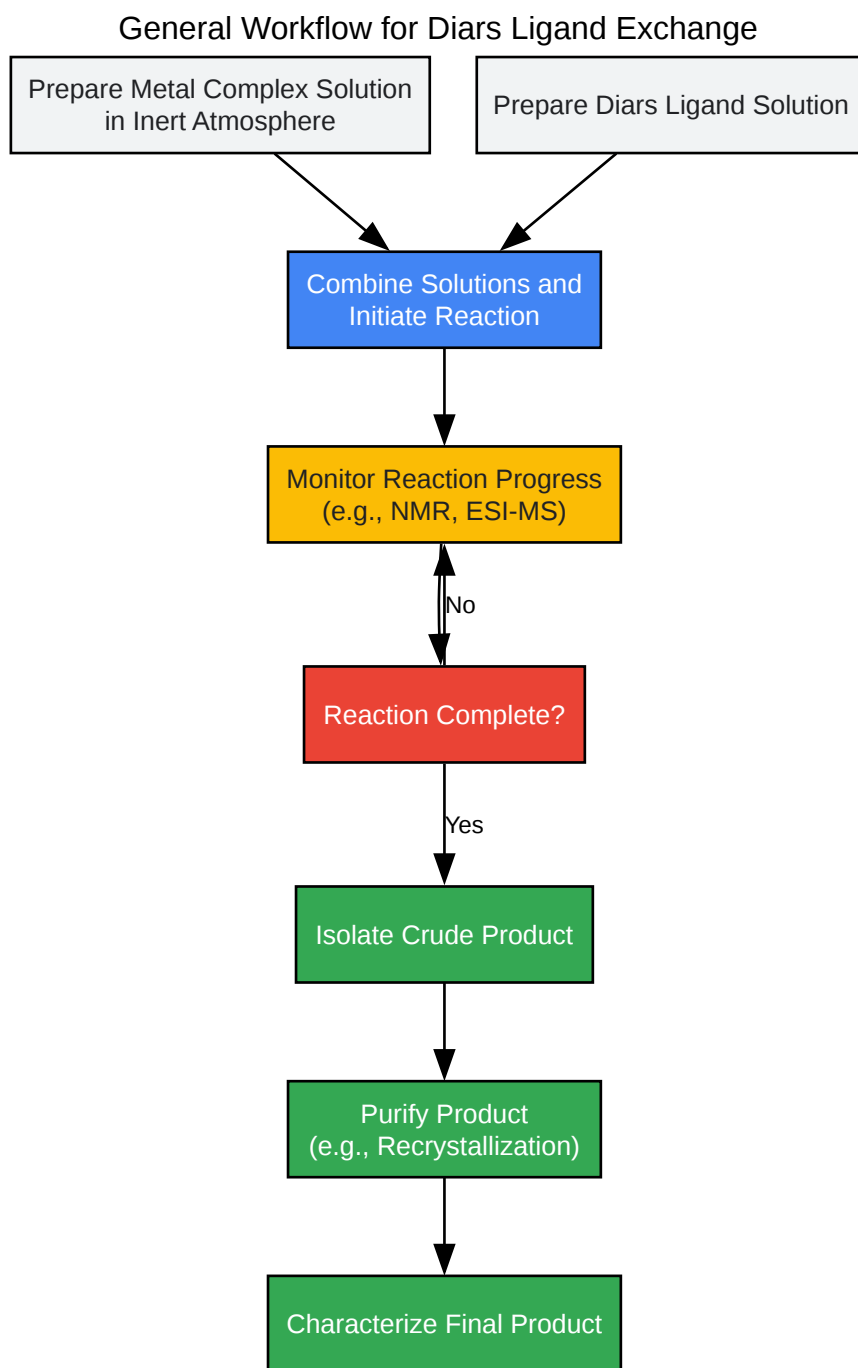 General Workflow for Diars Ligand Exchange
Prepare Metal Complex Solution
in Inert Atmosphere
Prepare Diars Ligand Solution
Combine Solutions and
Initiate Reaction
Monitor Reaction Progress
(e.g., NMR, ESI-MS)
No
Reaction Complete?
Yes
Isolate Crude Product
Purify Product
(e.g., Recrystallization)
Characterize Final Product